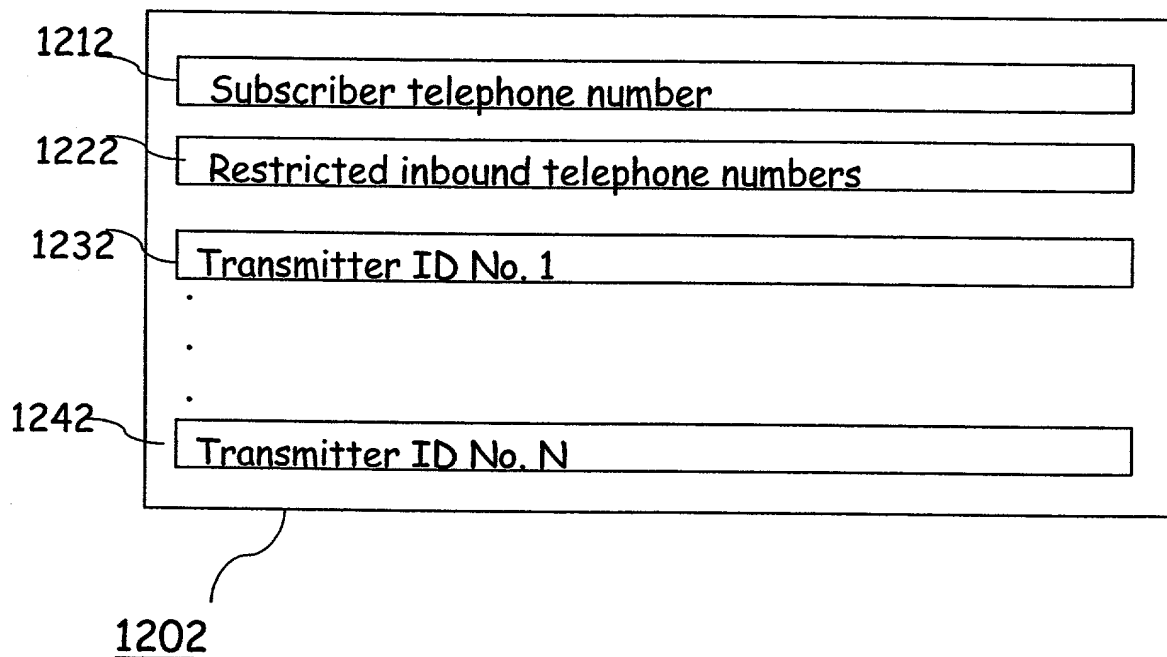 1212
Subscriber telephone number
1222
Restricted inbound telephone numbers
1232
Transmitter ID No. 1
.
.
.
1242
Transmitter ID No. N
1202